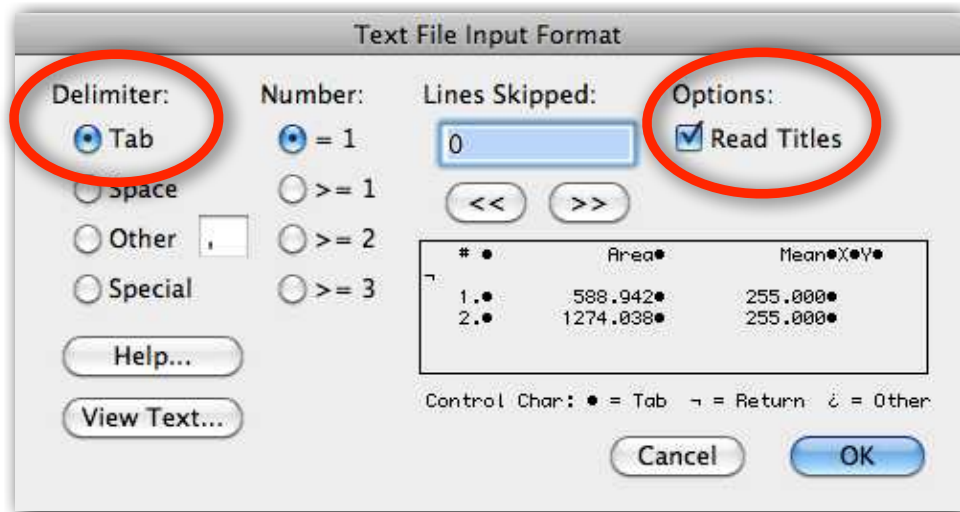 Text File Input Format
Delimiter: Number: Lines Skipped: Options:
Tab = 1 0 Read Titles
Space >= 1 << >>
Other , >= 2
Special >= 3
# ● Area● Mean●X●Y●
¬
1.● 588.942● 255.000●
2.● 1274.038● 255.000●
Help...
View Text...
Control Char: ● = Tab ¬ = Return ¿ = Other
Cancel OK